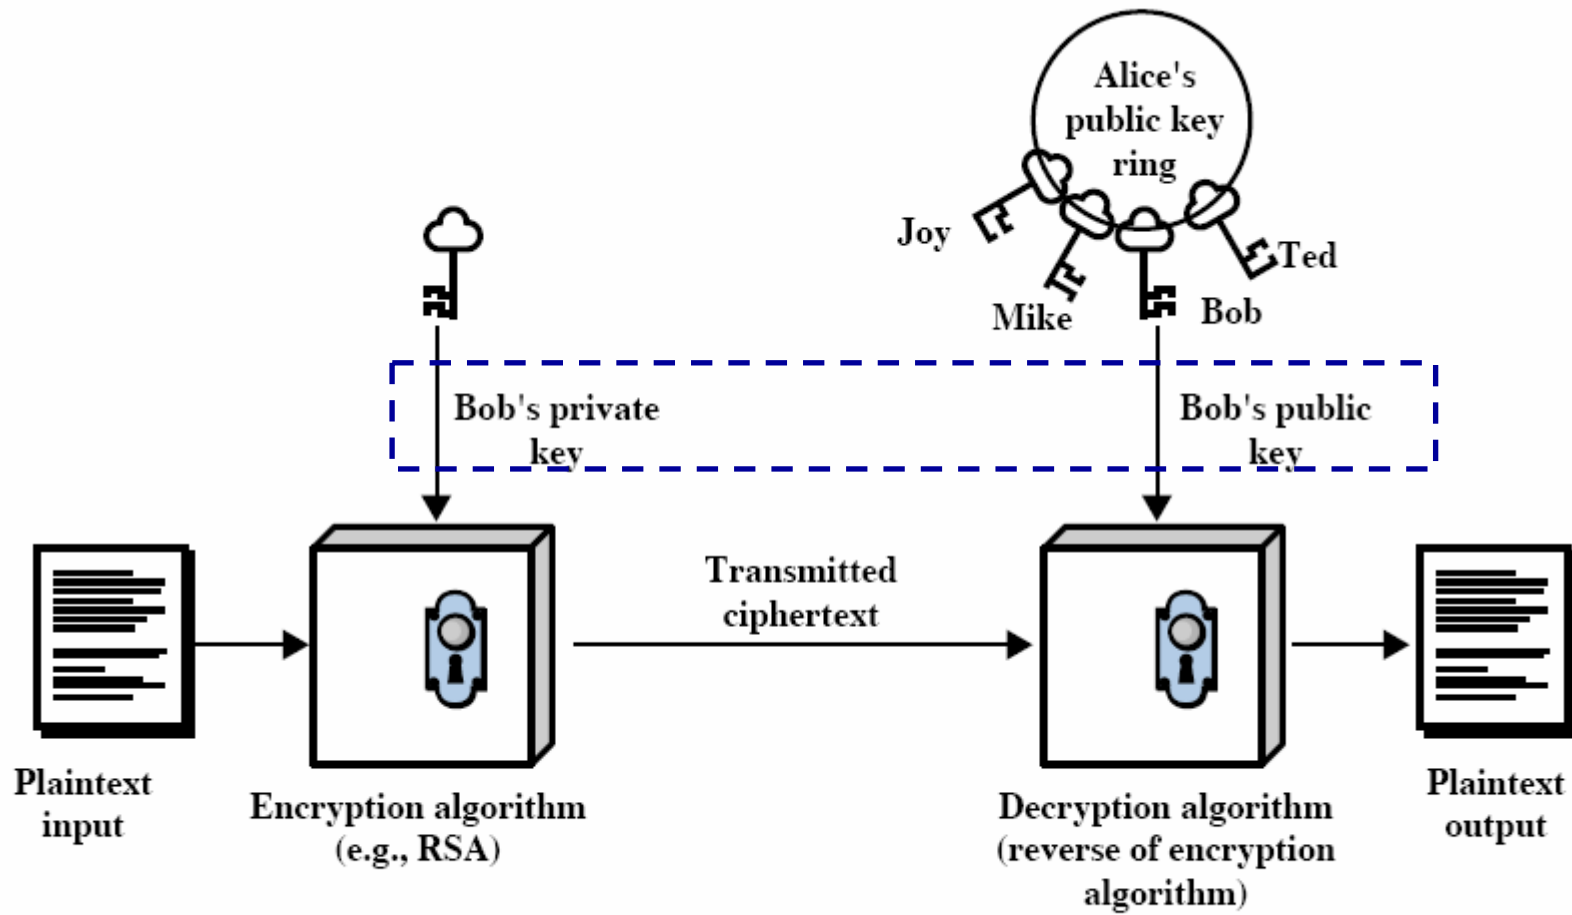 Alice's
public key
ring
Joy
Mike
Bob
Ted
Bob's private
key
Bob's public
key
Transmitted
ciphertext
Plaintext
input
Encryption algorithm
(e.g., RSA)
Decryption algorithm
(reverse of encryption
algorithm)
Plaintext
output